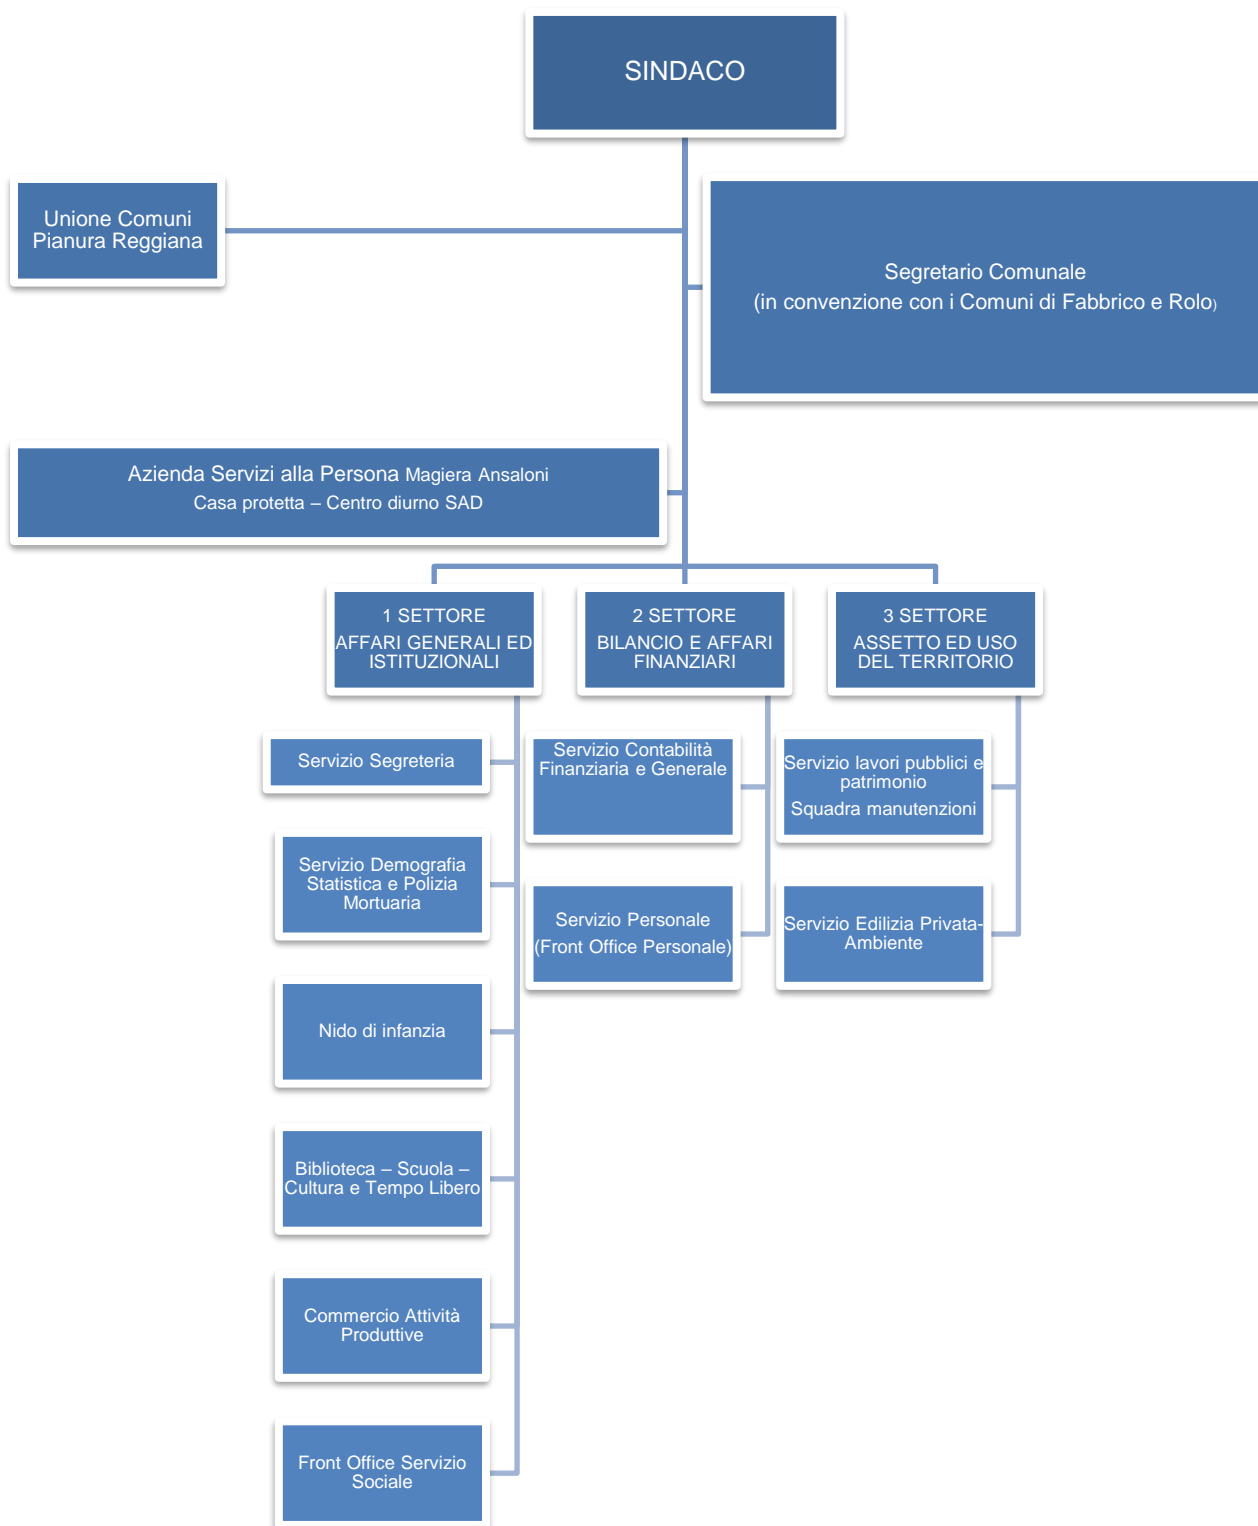 SINDACO
Unione Comuni
Pianura Reggiana
Segretario Comunale
(in convenzione con i Comuni di Fabbrico e Rolo)
Azienda Servizi alla Persona Magiera Ansaloni
Casa protetta – Centro diurno SAD
1 SETTORE
AFFARI GENERALI ED
ISTITUZIONALI
2 SETTORE
BILANCIO E AFFARI
FINANZIARI
3 SETTORE
ASSETTO ED USO
DEL TERRITORIO
Servizio Segreteria
Servizio Demografia
Statistica e Polizia
Mortuaria
Nido di infanzia
Biblioteca – Scuola –
Cultura e Tempo Libero
Commercio Attività
Produttive
Front Office Servizio
Sociale
Servizio Contabilità
Finanziaria e Generale
Servizio Personale
(Front Office Personale)
Servizio lavori pubblici e
patrimonio
Squadra manutenzioni
Servizio Edilizia Privata-
Ambiente